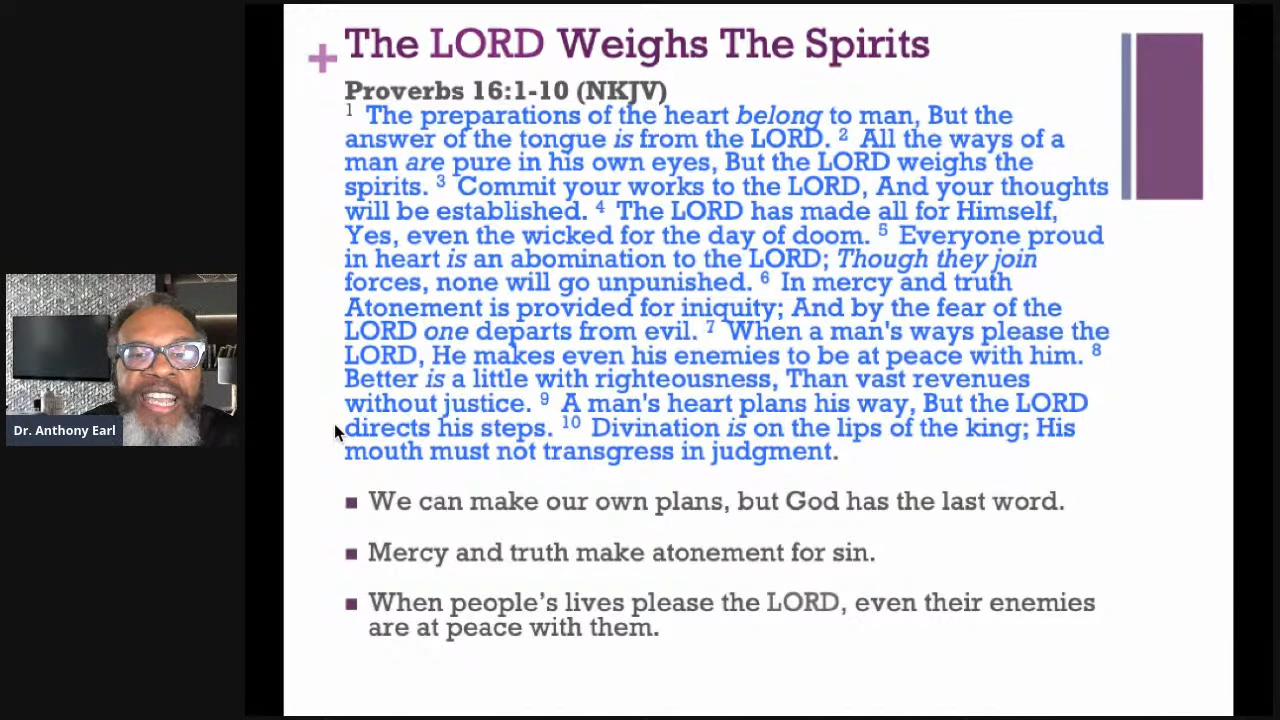 + The LORD Weighs The Spirits
Proverbs 16:1-10 (NKJV)
1 The preparations of the heart belong to man, But the
answer of the tongue is from the LORD. 2 All the ways of a
man are pure in his own eyes, But the LORD weighs the
spirits. 3 Commit your works to the LORD, And your thoughts
will be established. 4 The LORD has made all for Himself,
Yes, even the wicked for the day of doom. 5 Everyone proud
in heart is an abomination to the LORD; Though they join
forces, none will go unpunished. 6 In mercy and truth
Atonement is provided for iniquity; And by the fear of the
LORD one departs from evil. 7 When a man's ways please the
LORD, He makes even his enemies to be at peace with him. 8
Better is a little with righteousness, Than vast revenues
without justice. 9 A man's heart plans his way, But the LORD
directs his steps. 10 Divination is on the lips of the king; His
mouth must not transgress in judgment.
■ We can make our own plans, but God has the last word.
■ Mercy and truth make atonement for sin.
■ When people's lives please the LORD, even their enemies
are at peace with them.
Dr. Anthony Earl